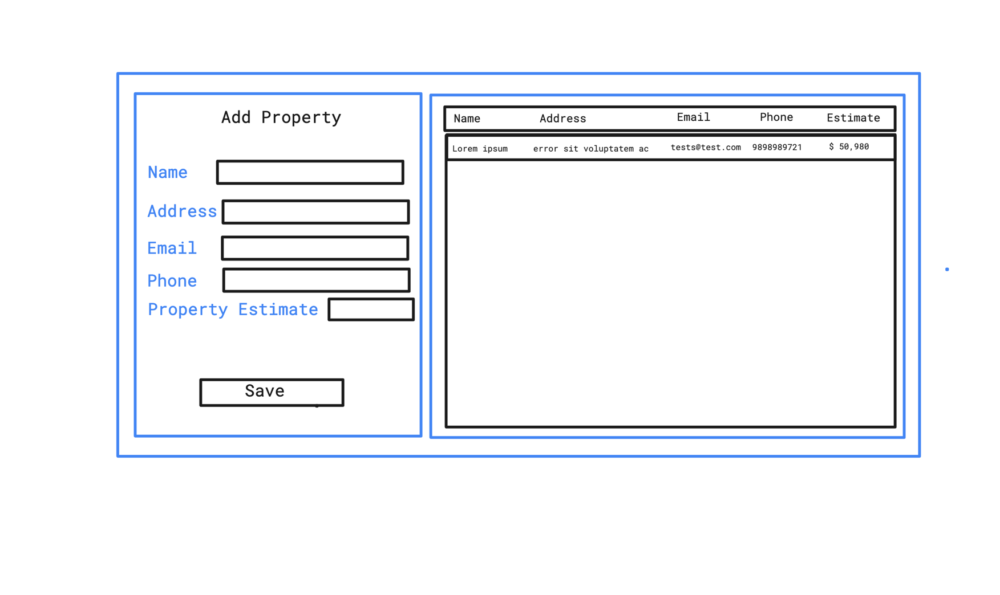 Add Property
Name
Address
Email
Phone
Property Estimate
Save
Name Address Email Phone Estimate
Lorem ipsum error sit voluptatem ac tests@test.com 9898989721 $ 50,980